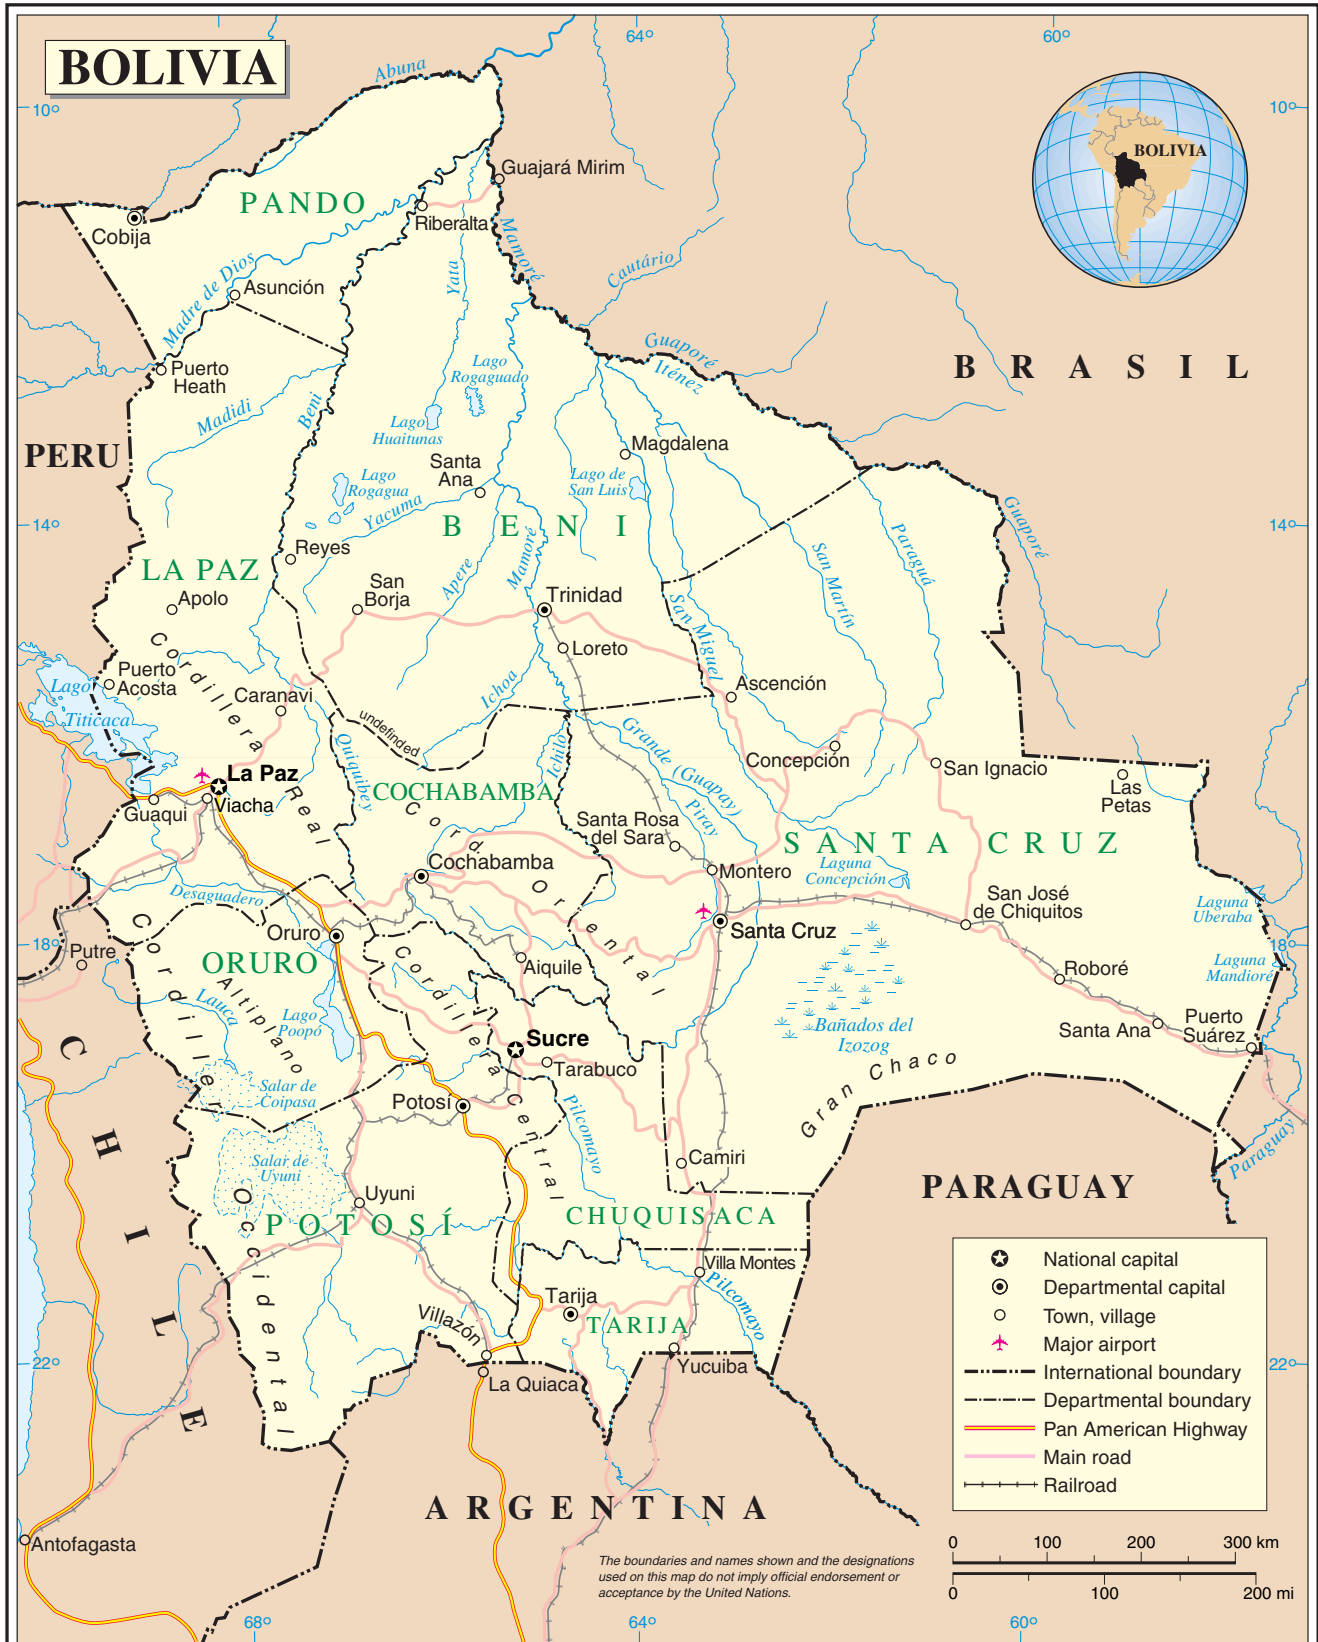 BOLIVIA
64°
60°
10°
10°
Abuna
BOLIVIA
Guajará Mirim
PANDO
Riberalta
Cobija
Mamoré
Cautário
Yata
Madre de Dios
Asunción
Guaporé
Iténez
BRASIL
Puerto
Heath
Lago
Rogaguado
Madidi
Beni
Lago
Huaitunas
PERU
Magdalena
Santa
Ana
Lago
Rogagua
Lago de
San Luis
Yacuma
BENI
14°
14°
Guaporé
Paraguá
San Martín
Reyes
LA PAZ
Apere
Mamoré
San
Borja
Apolo
Trinidad
San Miguel
Loreto
Cordillera Real
Puerto
Acosta
Lago
Titicaca
Caranavi
Ichoa
Ascención
undefinded
Quiquibey
Ichilo
Grande (Guapay)
Piray
Concepción
San Ignacio
Las
Petas
La Paz
Guaqui
Viacha
COCHABAMBA
Cord. Oriental
Santa Rosa
del Sara
SANTA CRUZ
Cochabamba
Montero
Laguna
Concepción
Desaguadero
San José
de Chiquitos
Laguna
Uberaba
Oruro
Santa Cruz
18°
18°
Putre
ORURO
Aiquile
Laguna
Mandioré
Roboré
Cordillera Occidental
Altiplano
Lauca
Lago
Poopó
Cordillera Central
Bañados del
Izozog
Santa Ana
Puerto
Suárez
Sucre
Tarabuco
Gran Chaco
CHILE
Salar de
Coipasa
Potosí
Pilcomayo
Paraguay
Salar de
Uyuni
Camiri
PARAGUAY
Uyuni
POTOSÍ
CHUQUISACA
Villa Montes
Pilcomayo
Tarija
TARIJA
Villazón
Yucuiba
22°
22°
La Quiaca
National capital
Departmental capital
Town, village
Major airport
International boundary
Departmental boundary
Pan American Highway
Main road
Railroad
ARGENTINA
Antofagasta
0 100 200 300 km
0 100 200 mi
The boundaries and names shown and the designations
used on this map do not imply official endorsement or
acceptance by the United Nations.
68°
64°
60°